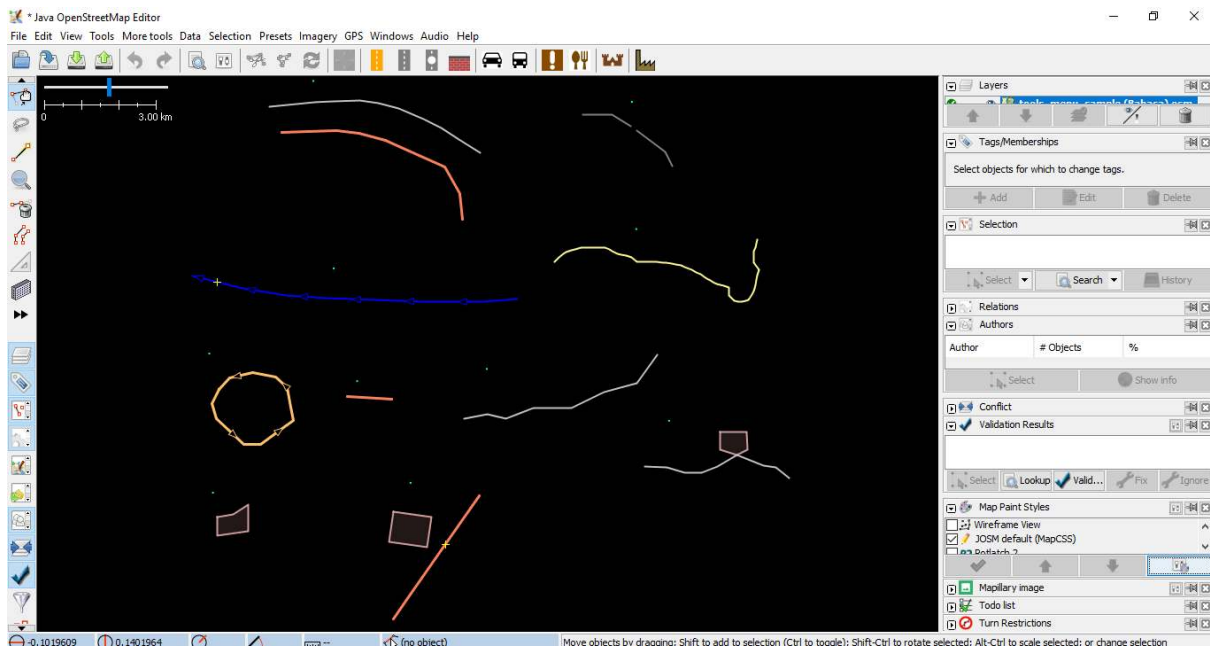 * Java OpenStreetMap Editor
File Edit View Tools More tools Data Selection Presets Imagery GPS Windows Audio Help
0 3.00 km
Layers
tools_menu_sample (Bahasa).osm
Tags/Memberships
Select objects for which to change tags.
Add Edit Delete
Selection
Select Search History
Relations
Authors
Author # Objects %
Select Show info
Conflict
Validation Results
Select Lookup Valid... Fix Ignore
Map Paint Styles
Wireframe View
JOSM default (MapCSS)
Potlatch 2
Mapillary image
Todo list
Turn Restrictions
-0.1019609 0.1401964 -- (no object) Move objects by dragging; Shift to add to selection (Ctrl to toggle); Shift-Ctrl to rotate selected; Alt-Ctrl to scale selected; or change selection